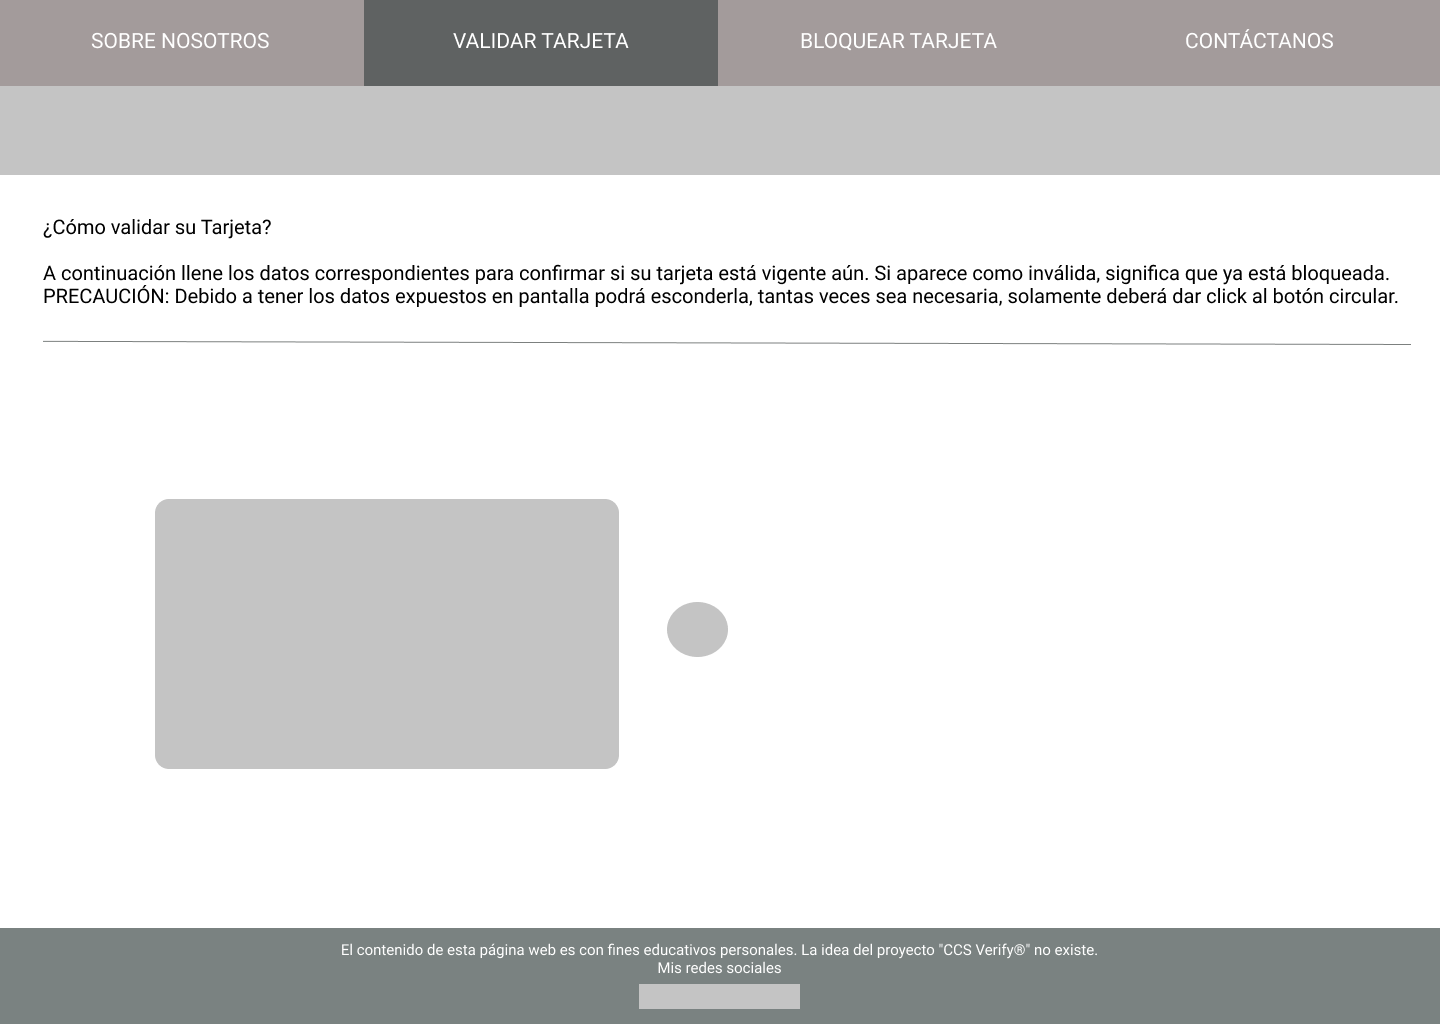 SOBRE NOSOTROS
VALIDAR TARJETA
BLOQUEAR TARJETA
CONTÁCTANOS
¿Cómo validar su Tarjeta?
A continuación llene los datos correspondientes para confirmar si su tarjeta está vigente aún. Si aparece como inválida, significa que ya está bloqueada.
PRECAUCIÓN: Debido a tener los datos expuestos en pantalla podrá esconderla, tantas veces sea necesaria, solamente deberá dar click al botón circular.
El contenido de esta página web es con fines educativos personales. La idea del proyecto "CCS Verify®" no existe.
Mis redes sociales